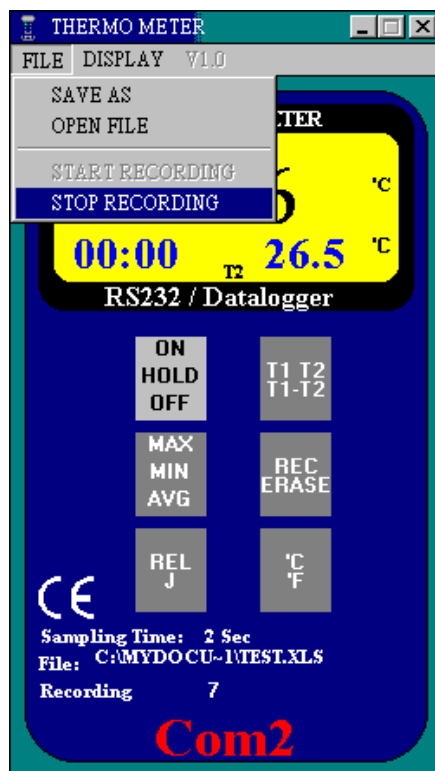 THERMO METER
FILE DISPLAY V1.0
SAVE AS
OPEN FILE
START RECORDING
STOP RECORDING
°C
00:00 T2 26.5 °C
RS232 / Datalogger
ON
HOLD
OFF
T1 T2
T1-T2
MAX
MIN
AVG
REC
ERASE
REL
J
°C
°F
CE
Sampling Time: 2 Sec
File: C:\MYDOCU~1\TEST.XLS
Recording 7
Com2